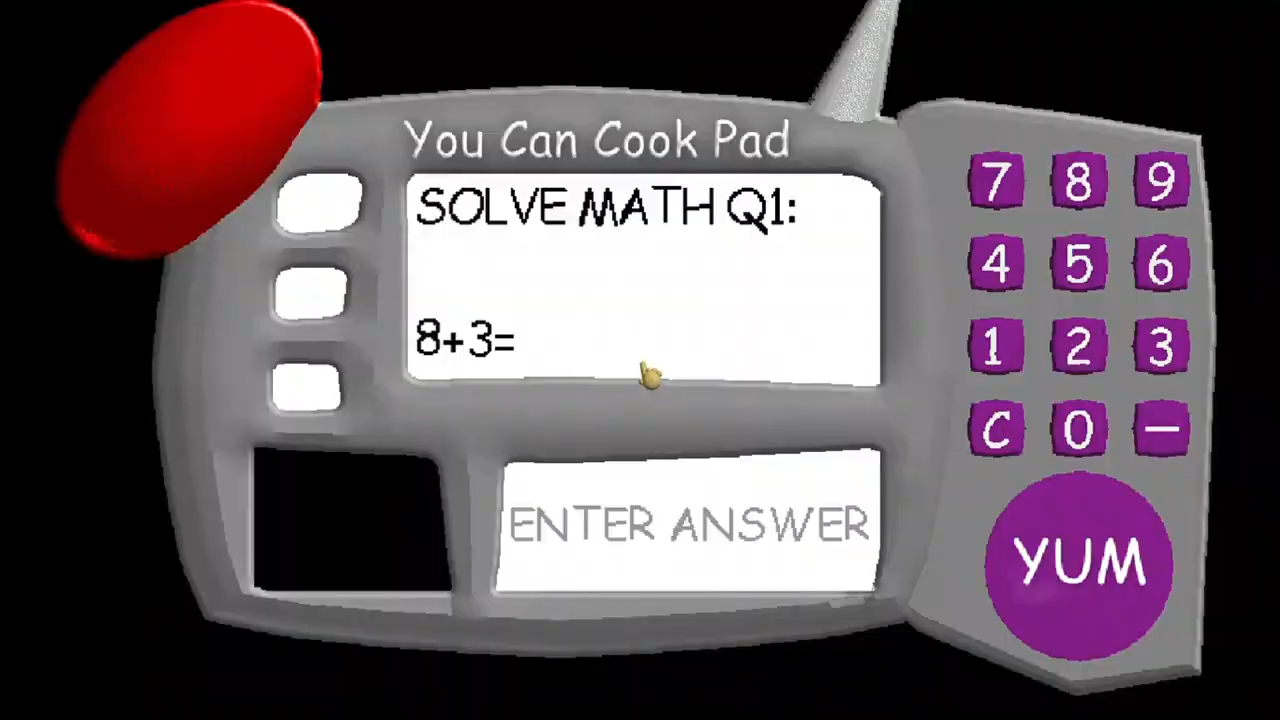 You Can Cook Pad
SOLVE MATH Q1:
8+3=
ENTER ANSWER
7 8 9
4 5 6
1 2 3
C 0 −
YUM